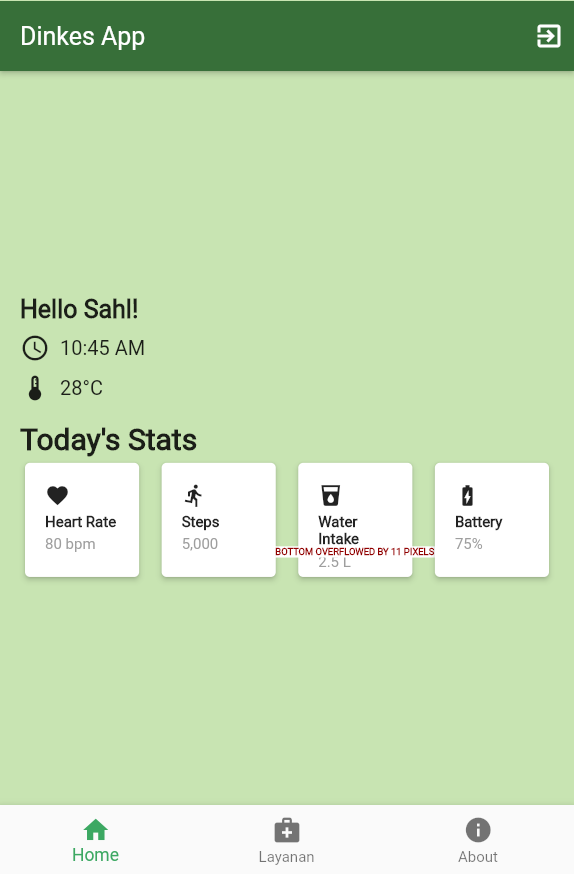 Dinkes App
Hello Sahl!
10:45 AM
28°C
Today's Stats
Heart Rate
80 bpm
Steps
5,000
Water
Intake
BOTTOM OVERFLOWED BY 11 PIXELS
2.5 L
Battery
75%
Home
Layanan
About